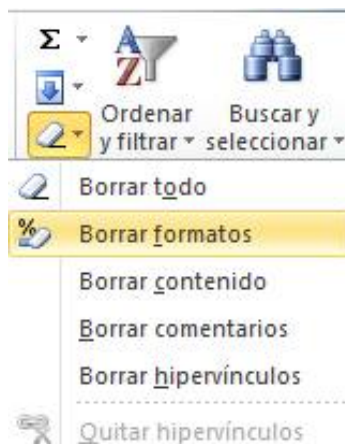 Σ
A
Z
Ordenar y filtrar
Buscar y seleccionar
Borrar todo
% Borrar formatos
Borrar contenido
Borrar comentarios
Borrar hipervínculos
Quitar hipervínculos